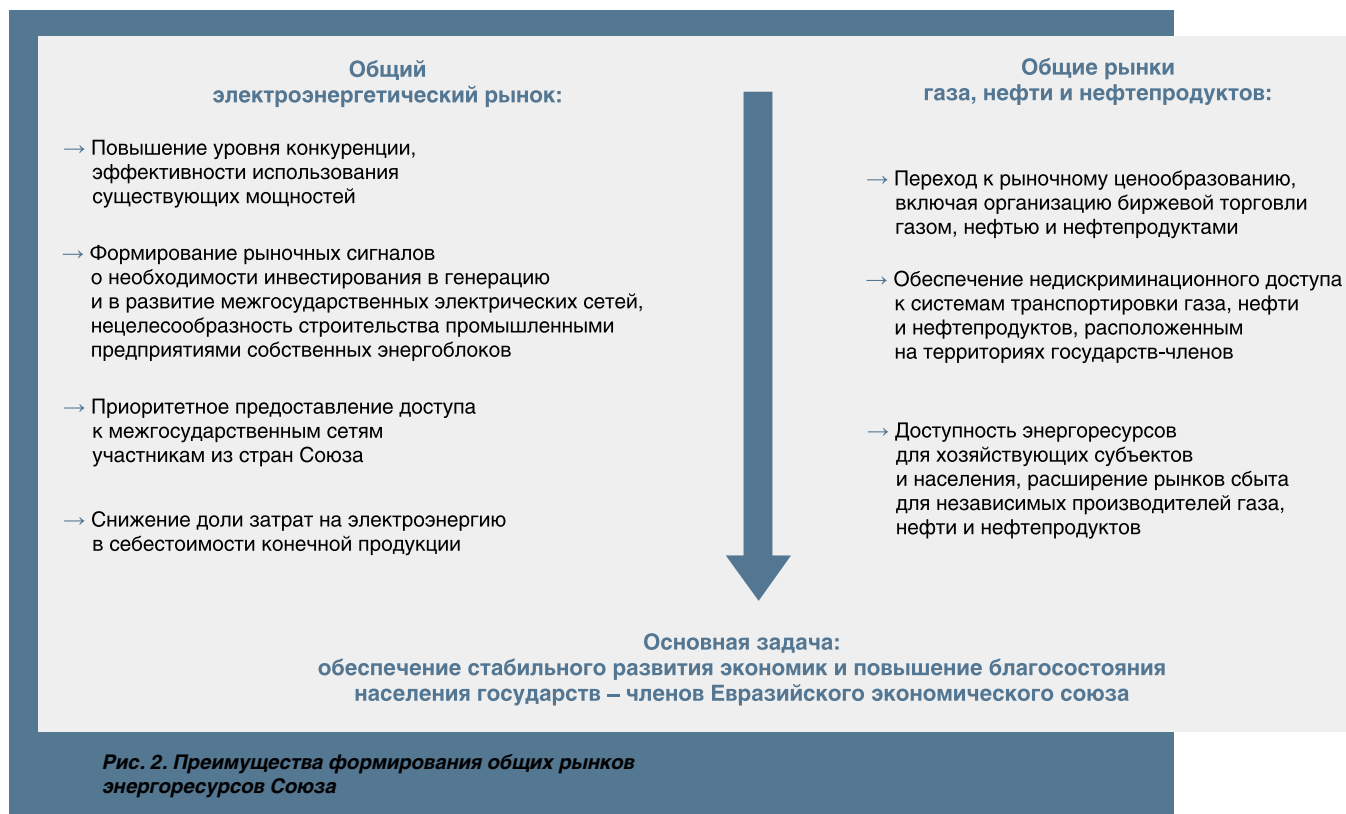 Общий
электроэнергетический рынок:
→ Повышение уровня конкуренции,
эффективности использования
существующих мощностей
→ Формирование рыночных сигналов
о необходимости инвестирования в генерацию
и в развитие межгосударственных электрических сетей,
нецелесообразность строительства промышленными
предприятиями собственных энергоблоков
→ Приоритетное предоставление доступа
к межгосударственным сетям
участникам из стран Союза
→ Снижение доли затрат на электроэнергию
в себестоимости конечной продукции
Общие рынки
газа, нефти и нефтепродуктов:
→ Переход к рыночному ценообразованию,
включая организацию биржевой торговли
газом, нефтью и нефтепродуктами
→ Обеспечение недискриминационного доступа
к системам транспортировки газа, нефти
и нефтепродуктов, расположенным
на территориях государств-членов
→ Доступность энергоресурсов
для хозяйствующих субъектов
и населения, расширение рынков сбыта
для независимых производителей газа,
нефти и нефтепродуктов
Основная задача:
обеспечение стабильного развития экономик и повышение благосостояния
населения государств – членов Евразийского экономического союза
Рис. 2. Преимущества формирования общих рынков
энергоресурсов Союза